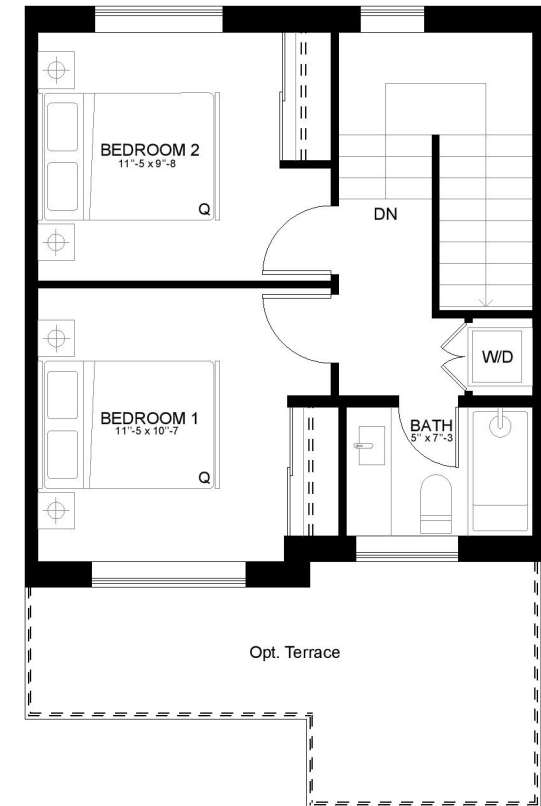 BEDROOM 2
11"-5 x 9"-8
Q
DN
BEDROOM 1
11"-5 x 10"-7
Q
W/D
BATH
5" x 7"-3
Opt. Terrace